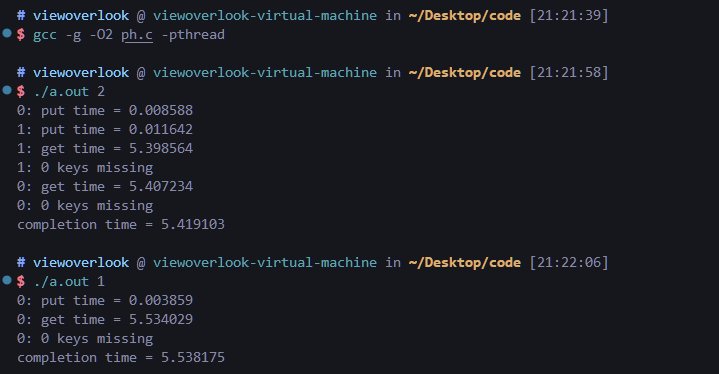 # viewoverlook @ viewoverlook-virtual-machine in ~/Desktop/code [21:21:39]
$ gcc -g -O2 ph.c -pthread
# viewoverlook @ viewoverlook-virtual-machine in ~/Desktop/code [21:21:58]
$ ./a.out 2
0: put time = 0.008588
1: put time = 0.011642
1: get time = 5.398564
1: 0 keys missing
0: get time = 5.407234
0: 0 keys missing
completion time = 5.419103
# viewoverlook @ viewoverlook-virtual-machine in ~/Desktop/code [21:22:06]
$ ./a.out 1
0: put time = 0.003859
0: get time = 5.534029
0: 0 keys missing
completion time = 5.538175